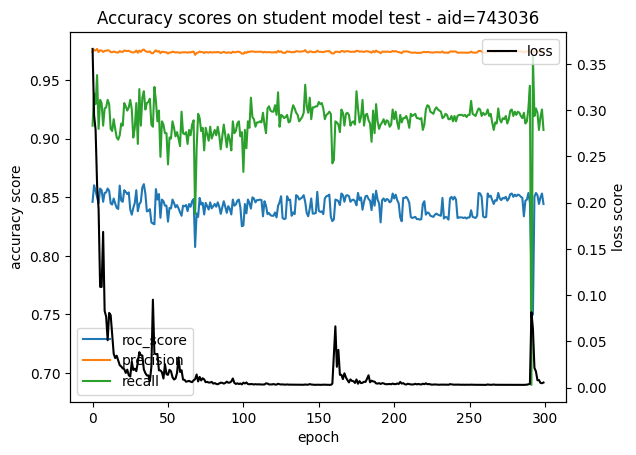 Accuracy scores on student model test - aid=743036
loss
0.95
0.90
0.85
0.80
0.75
0.70
accuracy score
0.35
0.30
0.25
0.20
0.15
0.10
0.05
0.00
loss score
roc_score
precision
recall
0
50
100
150
200
250
300
epoch